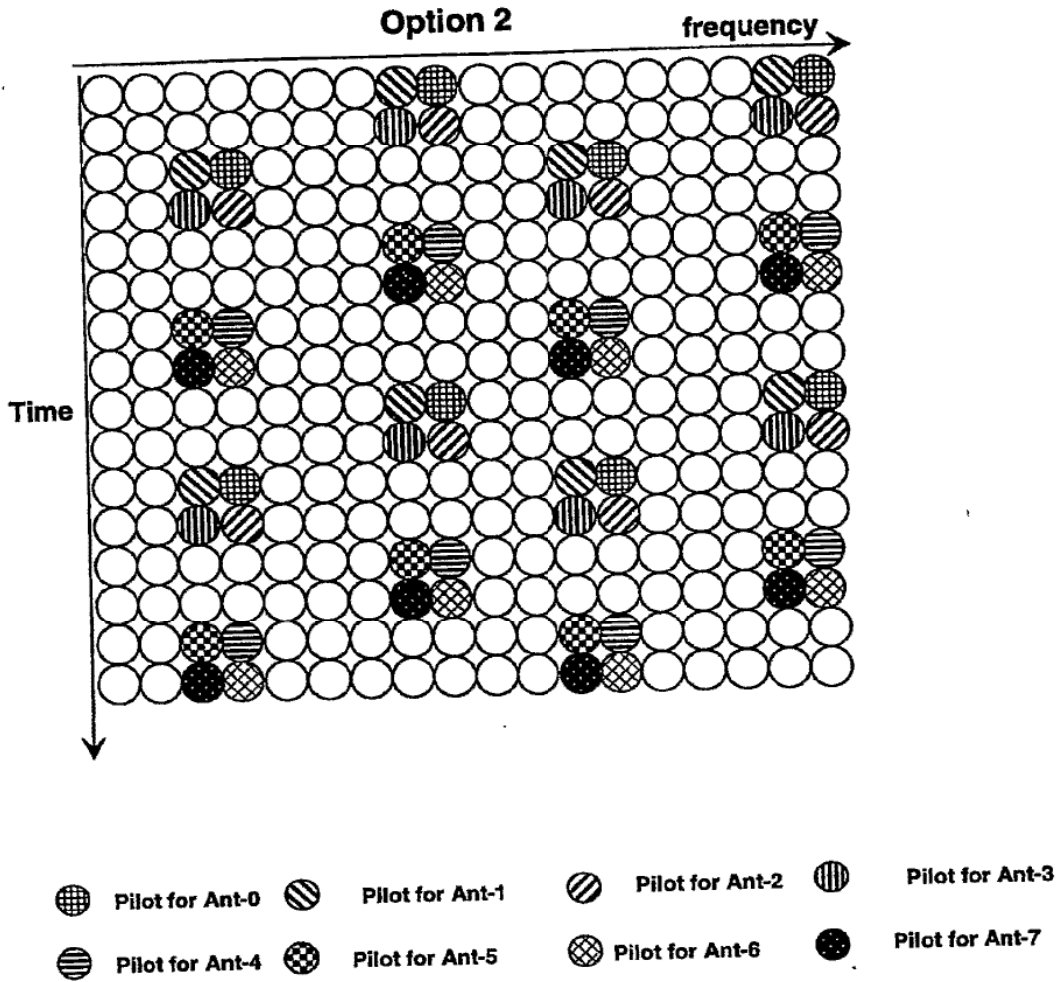 Option 2
frequency
Time
Pilot for Ant-0
Pilot for Ant-1
Pilot for Ant-2
Pilot for Ant-3
Pilot for Ant-4
Pilot for Ant-5
Pilot for Ant-6
Pilot for Ant-7